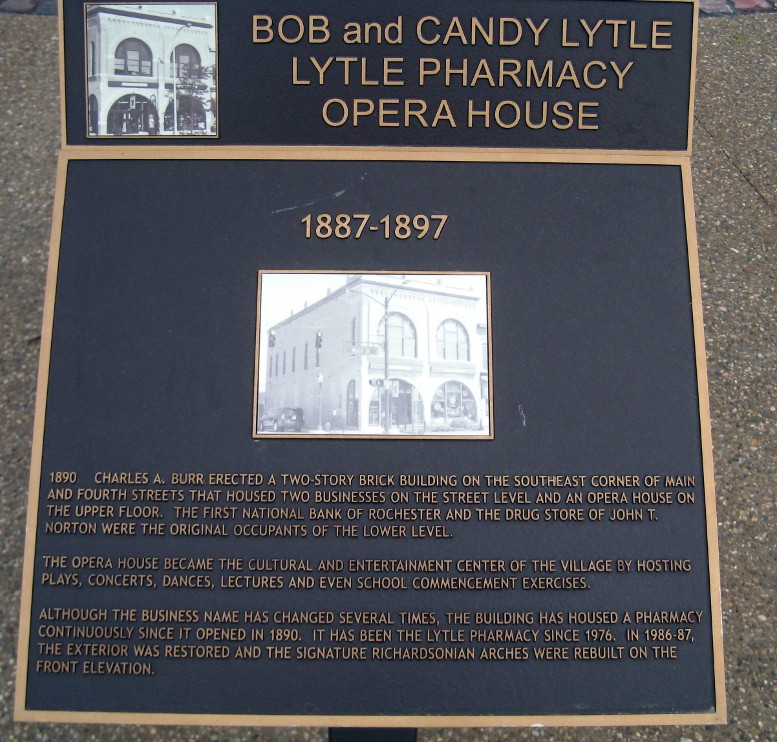 BOB and CANDY LYTLE
LYTLE PHARMACY
OPERA HOUSE
1887-1897
1890 CHARLES A. BURR ERECTED A TWO-STORY BRICK BUILDING ON THE SOUTHEAST CORNER OF MAIN
AND FOURTH STREETS THAT HOUSED TWO BUSINESSES ON THE STREET LEVEL AND AN OPERA HOUSE ON
THE UPPER FLOOR. THE FIRST NATIONAL BANK OF ROCHESTER AND THE DRUG STORE OF JOHN T.
NORTON WERE THE ORIGINAL OCCUPANTS OF THE LOWER LEVEL.
THE OPERA HOUSE BECAME THE CULTURAL AND ENTERTAINMENT CENTER OF THE VILLAGE BY HOSTING
PLAYS, CONCERTS, DANCES, LECTURES AND EVEN SCHOOL COMMENCEMENT EXERCISES.
ALTHOUGH THE BUSINESS NAME HAS CHANGED SEVERAL TIMES, THE BUILDING HAS HOUSED A PHARMACY
CONTINUOUSLY SINCE IT OPENED IN 1890. IT HAS BEEN THE LYTLE PHARMACY SINCE 1976. IN 1986-87,
THE EXTERIOR WAS RESTORED AND THE SIGNATURE RICHARDSONIAN ARCHES WERE REBUILT ON THE
FRONT ELEVATION.